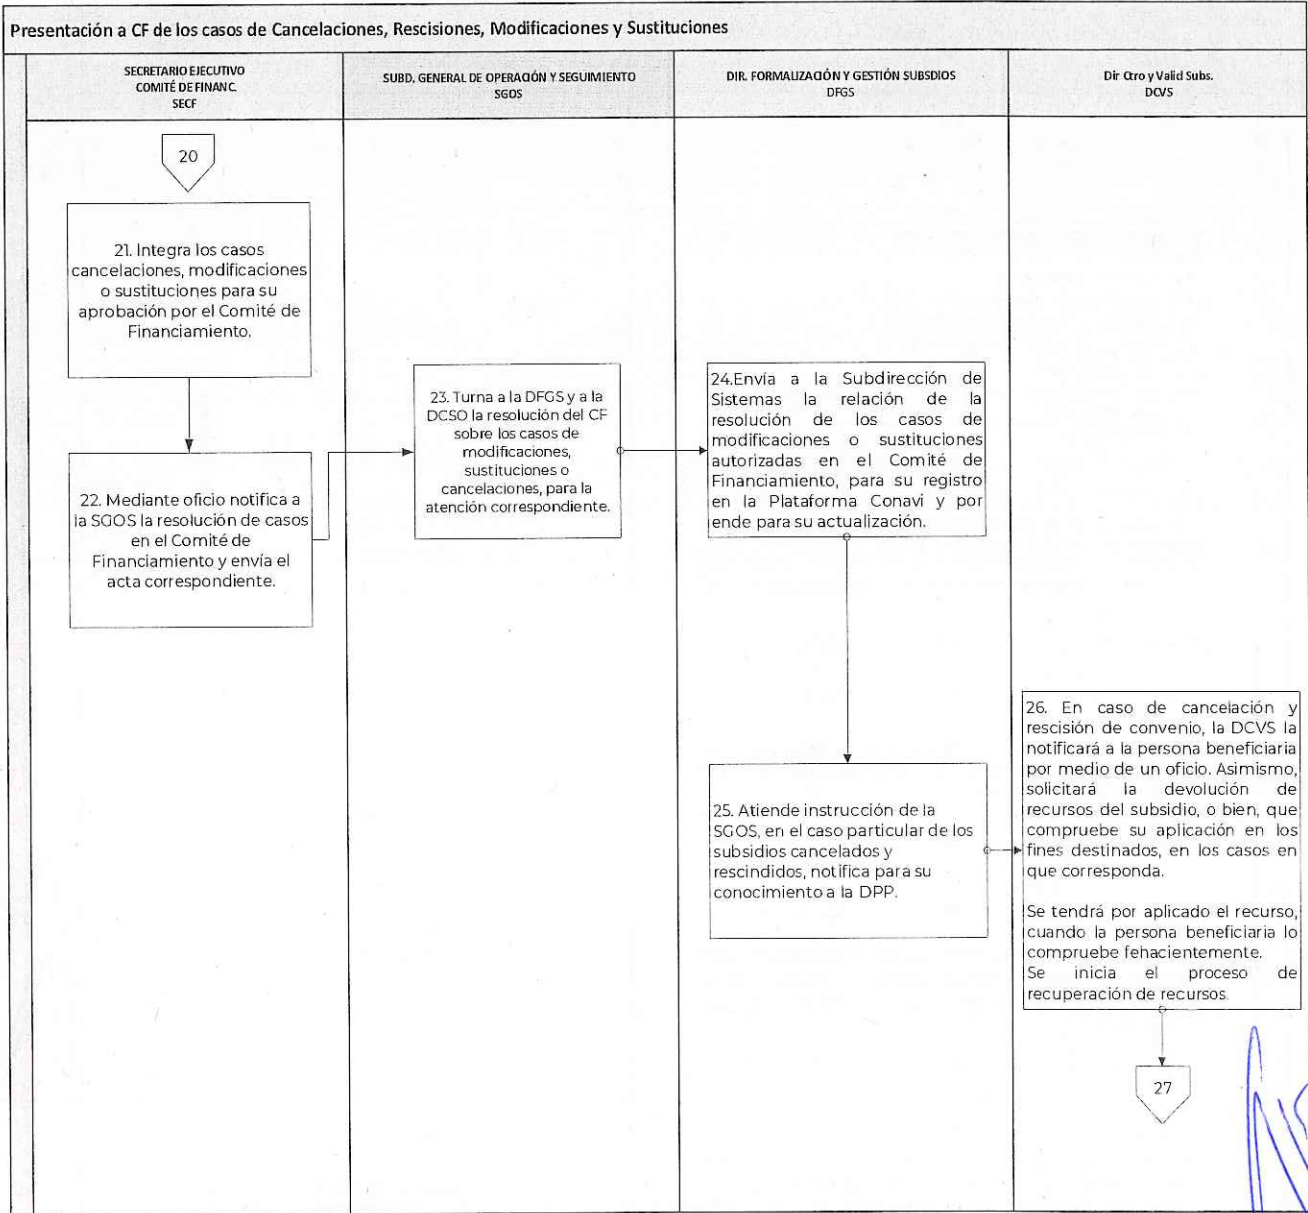 Presentación a CF de los casos de Cancelaciones, Rescisiones, Modificaciones y Sustituciones
SECRETARIO EJECUTIVO
COMITÉ DE FINANC.
SECF
SUBD. GENERAL DE OPERACIÓN Y SEGUIMIENTO
SGOS
DIR. FORMALIZACIÓN Y GESTIÓN SUBSDIOS
DFGS
Dir Ctro y Valid Subs.
DCVS
20
21. Integra los casos
cancelaciones, modificaciones
o sustituciones para su
aprobación por el Comité de
Financiamiento.
22. Mediante oficio notifica a
la SGOS la resolución de casos
en el Comité de
Financiamiento y envía el
acta correspondiente.
23. Turna a la DFGS y a la
DCSO la resolución del CF
sobre los casos de
modificaciones,
sustituciones o
cancelaciones, para la
atención correspondiente.
24.Envía a la Subdirección de
Sistemas la relación de la
resolución de los casos de
modificaciones o sustituciones
autorizadas en el Comité de
Financiamiento, para su registro
en la Plataforma Conavi y por
ende para su actualización.
25. Atiende instrucción de la
SGOS, en el caso particular de los
subsidios cancelados y
rescindidos, notifica para su
conocimiento a la DPP.
26. En caso de cancelación y
rescisión de convenio, la DCVS la
notificará a la persona beneficiaria
por medio de un oficio. Asimismo,
solicitará la devolución de
recursos del subsidio, o bien, que
compruebe su aplicación en los
fines destinados, en los casos en
que corresponda.
Se tendrá por aplicado el recurso,
cuando la persona beneficiaria lo
compruebe fehacientemente.
Se inicia el proceso de
recuperación de recursos.
27